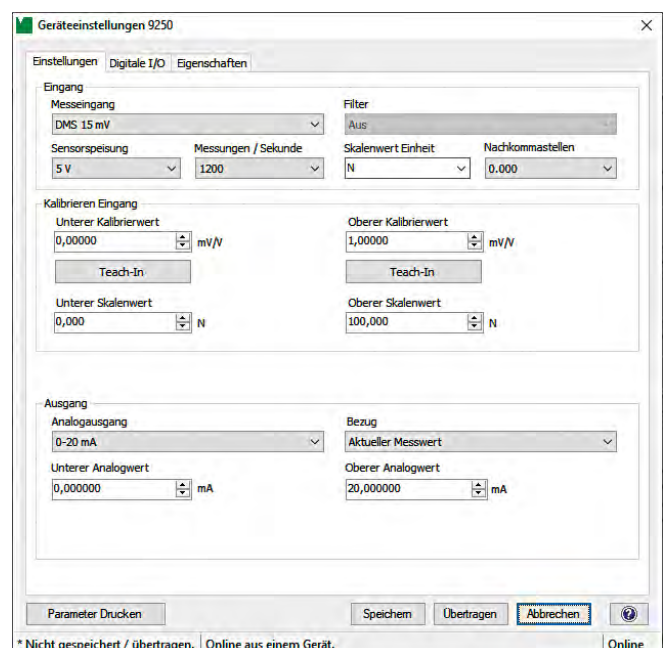 Geräteeinstellungen 9250
Einstellungen Digitale I/O Eigenschaften
Eingang
Messeingang Filter
DMS 15 mV Aus
Sensorspeisung Messungen / Sekunde Skalenwert Einheit Nachkommastellen
5 V 1200 N 0.000
Kalibrieren Eingang
Unterer Kalibrierwert Oberer Kalibrierwert
0,00000 mV/V 1,00000 mV/V
Teach-In Teach-In
Unterer Skalenwert Oberer Skalenwert
0,000 N 100,000 N
Ausgang
Analogausgang Bezug
0-20 mA Aktueller Messwert
Unterer Analogwert Oberer Analogwert
0,000000 mA 20,000000 mA
Parameter Drucken Speichern Übertragen Abbrechen ?
* Nicht gespeichert / übertragen. Online aus einem Gerät. Online